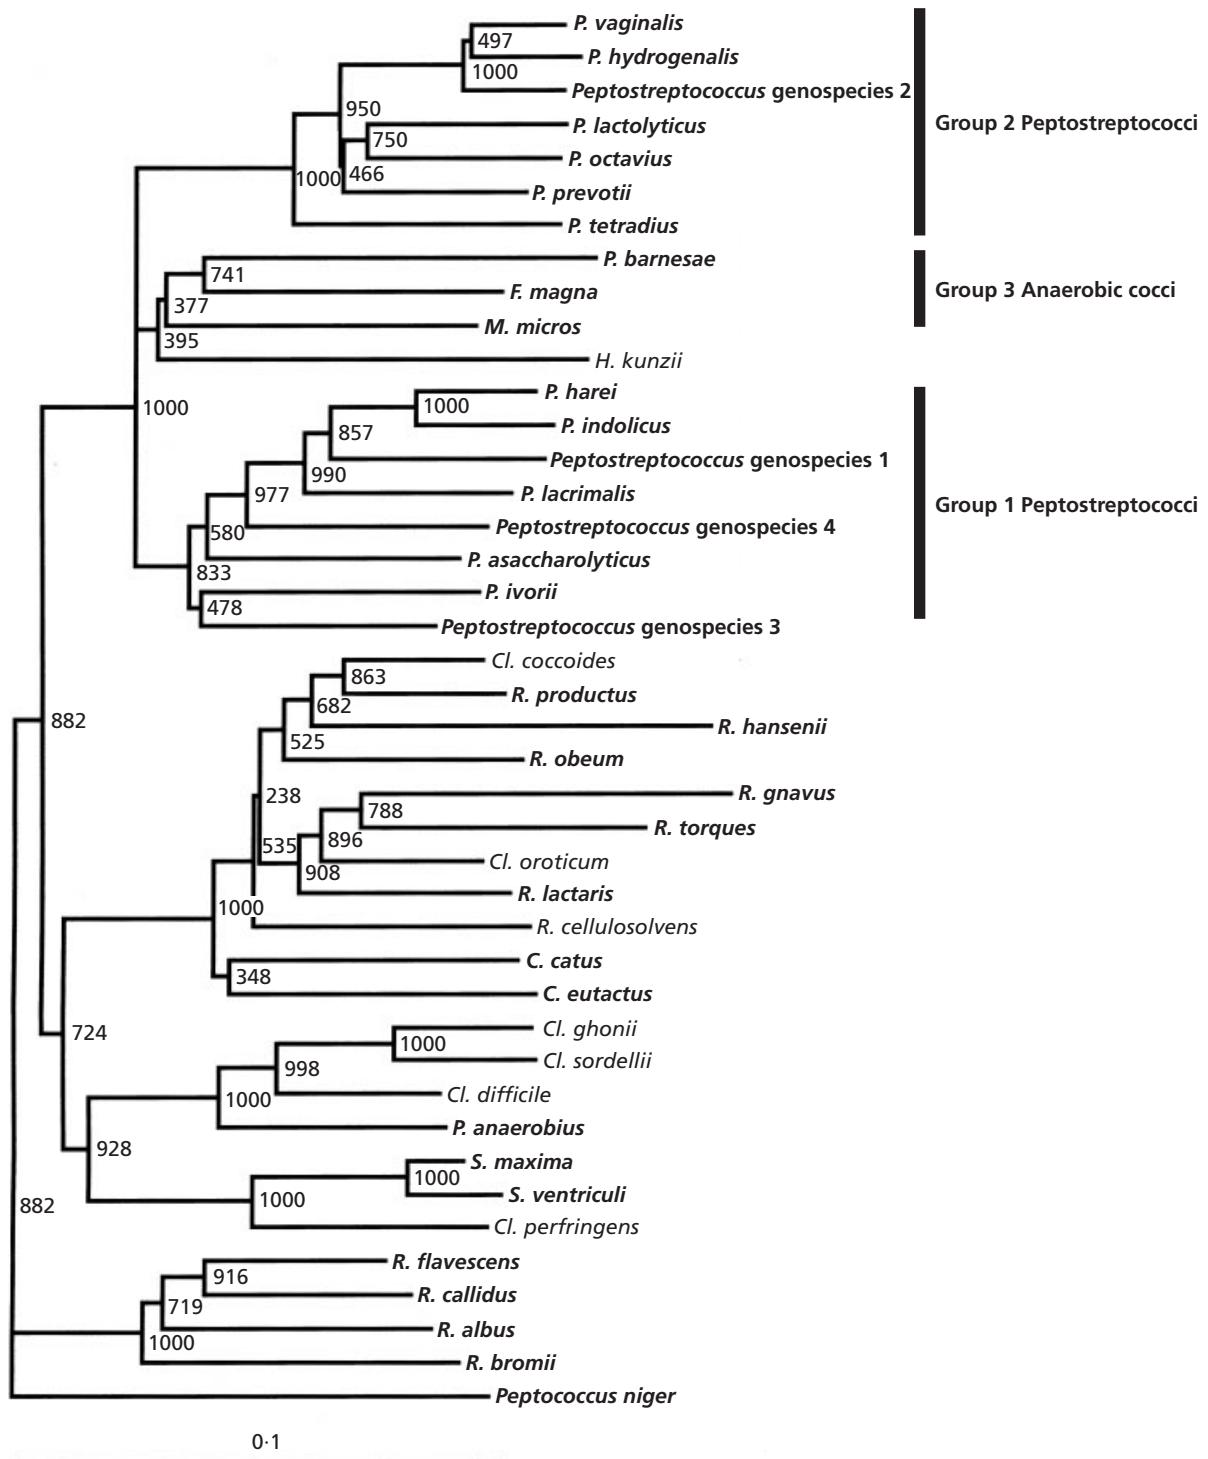 P. vaginalis
497
P. hydrogenalis
1000
Peptostreptococcus genospecies 2
950
P. lactolyticus
Group 2 Peptostreptococci
750
P. octavius
1000
466
P. prevotii
P. tetradius
P. barnesae
741
F. magna
Group 3 Anaerobic cocci
377
M. micros
395
H. kunzii
P. harei
1000
1000
P. indolicus
857
Peptostreptococcus genospecies 1
990
P. lacrimalis
977
Group 1 Peptostreptococci
Peptostreptococcus genospecies 4
580
P. asaccharolyticus
833
P. ivorii
478
Peptostreptococcus genospecies 3
Cl. coccoides
863
R. productus
682
882
R. hansenii
525
R. obeum
R. gnavus
238
788
R. torques
535
896
Cl. oroticum
908
R. lactaris
1000
R. cellulosolvens
C. catus
348
C. eutactus
Cl. ghonii
724
1000
Cl. sordellii
998
Cl. difficile
1000
P. anaerobius
928
S. maxima
1000
S. ventriculi
1000
882
Cl. perfringens
R. flavescens
916
R. callidus
719
R. albus
1000
R. bromii
Peptococcus niger
0·1